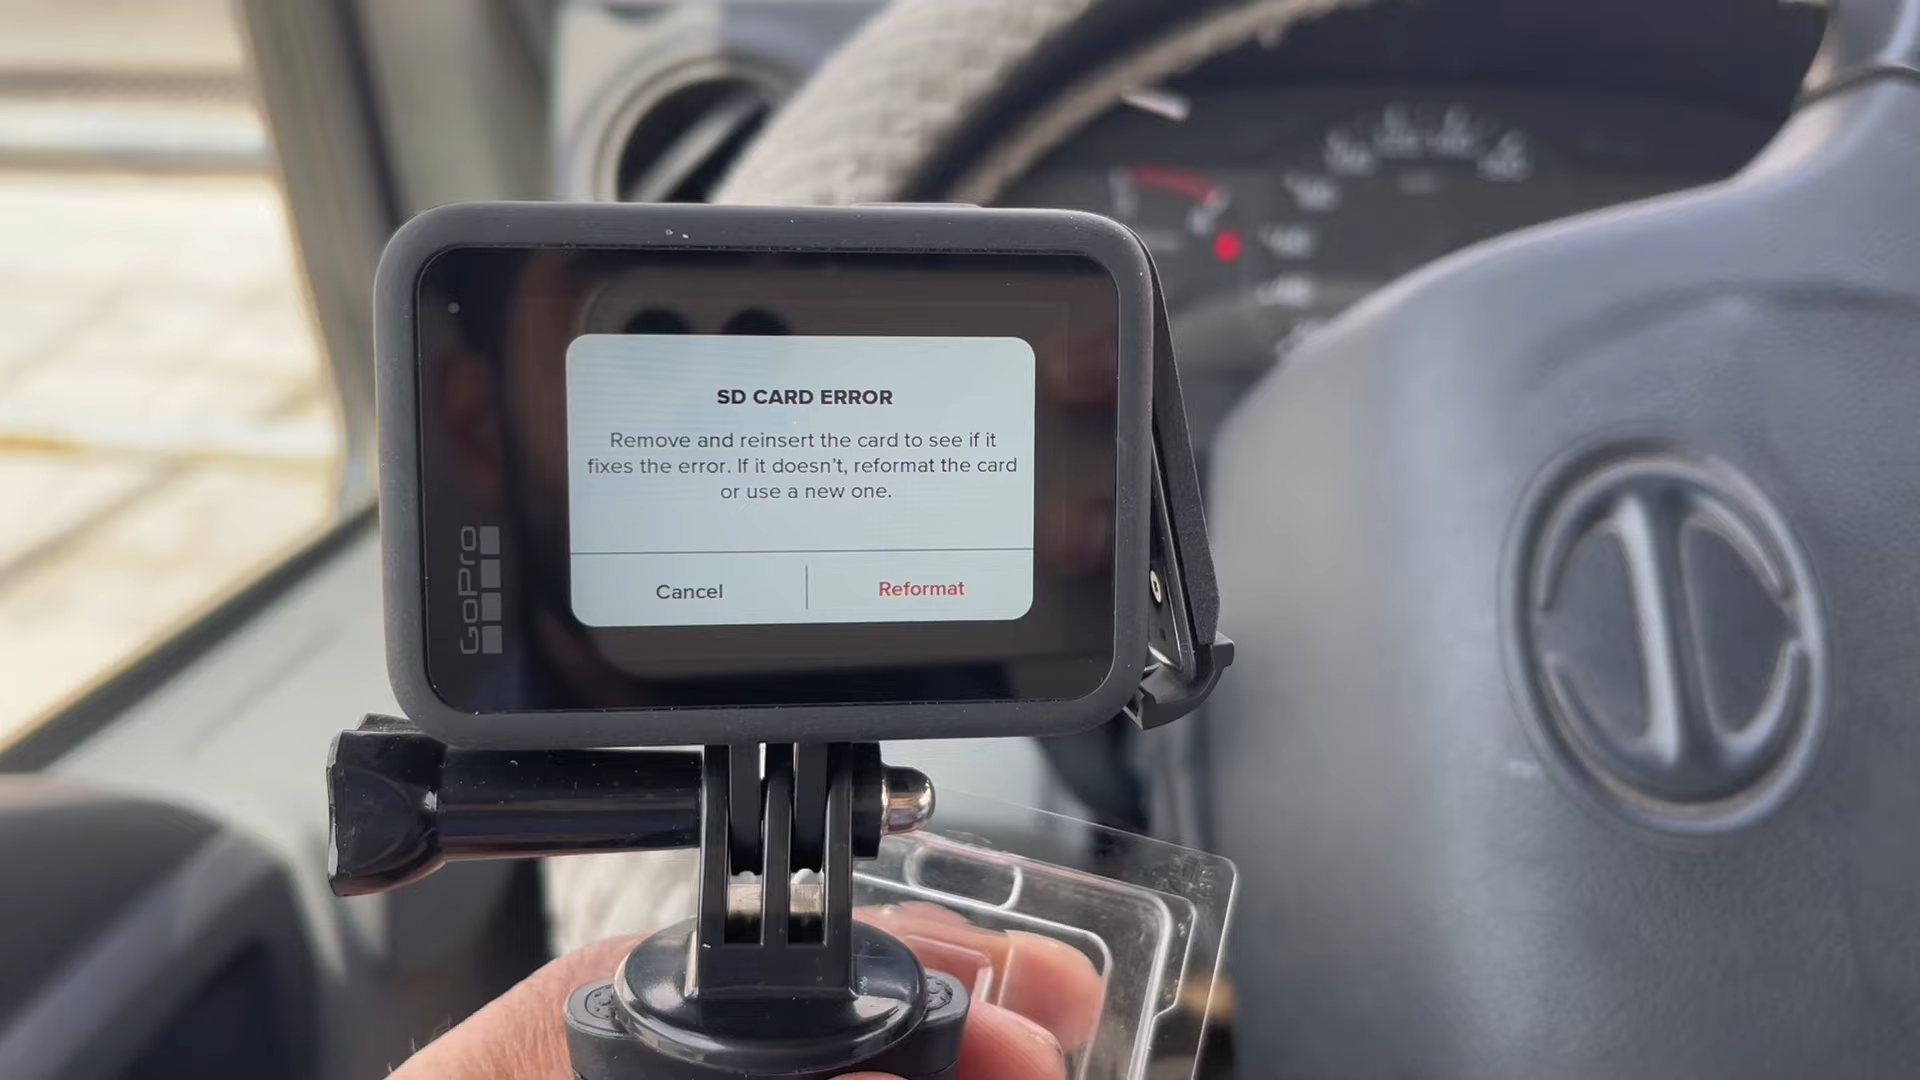 SD CARD ERROR
Remove and reinsert the card to see if it
fixes the error. If it doesn't, reformat the card
or use a new one.
Cancel
Reformat
GoPro